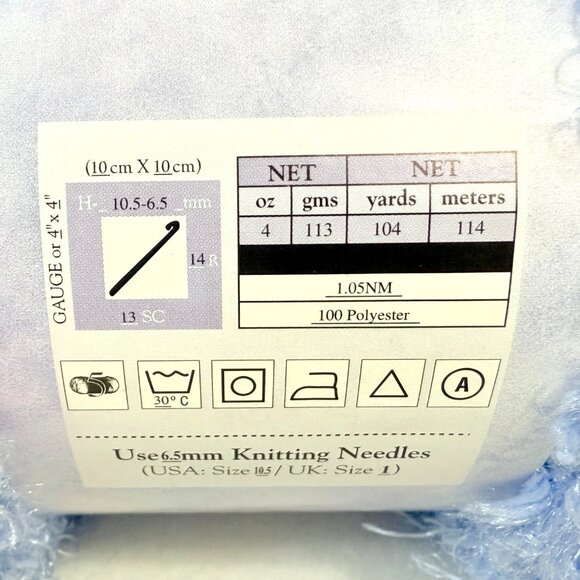 (10cm X 10cm)
GAUGE or 4"x 4"
H- 10.5-6.5 mm
14 R
13 SC
NET NET
oz gms yards meters
4 113 104 114
1.05NM
100 Polyester
30° C
A
Use6.5mm Knitting Needles
(USA: Size 10.5 / UK: Size 1)